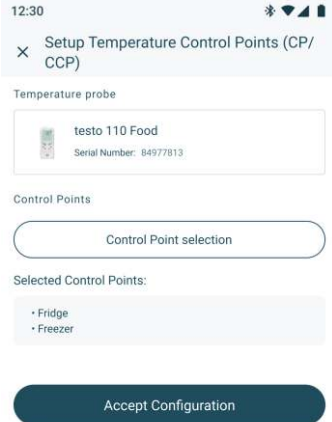 12:30
Setup Temperature Control Points (CP/
CCP)
Temperature probe
testo 110 Food
Serial Number: 84977813
Control Points
Control Point selection
Selected Control Points:
• Fridge
• Freezer
Accept Configuration